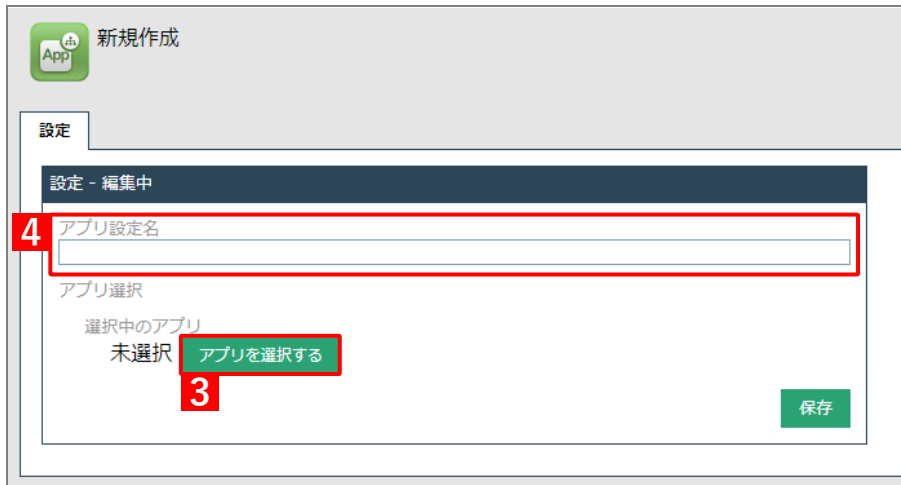 App
新規作成
設定
設定 - 編集中
4
アプリ設定名
アプリ選択
選択中のアプリ
未選択 アプリを選択する
3
保存